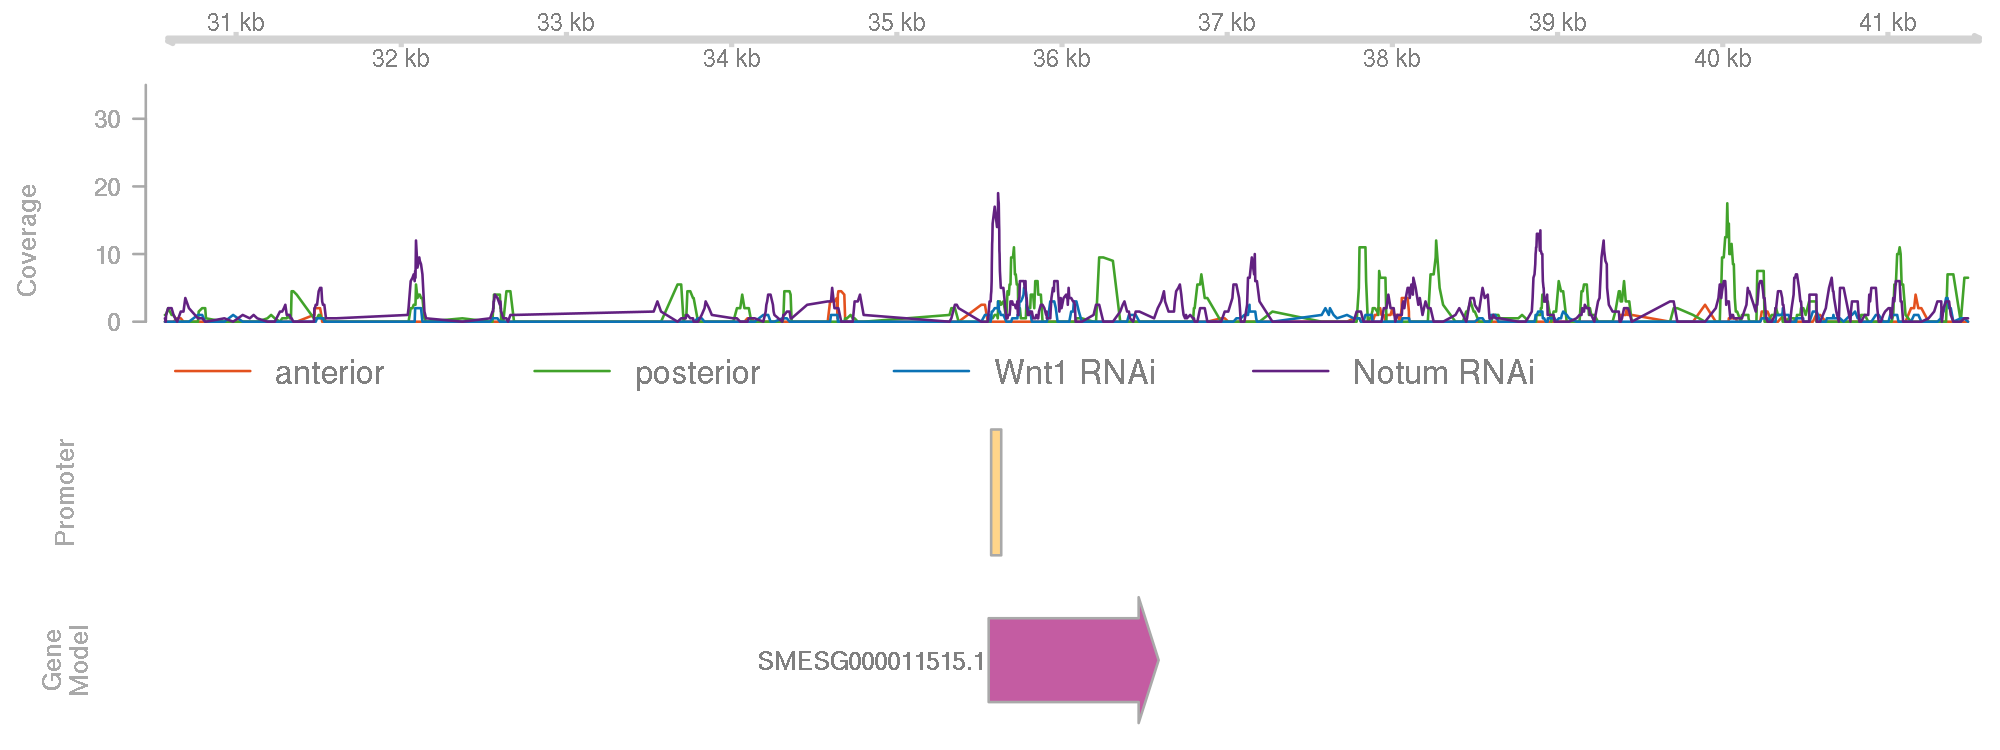 31 kb 33 kb 35 kb 37 kb 39 kb 41 kb
32 kb 34 kb 36 kb 38 kb 40 kb
Coverage
30
20
10
0
anterior posterior Wnt1 RNAi Notum RNAi
Promoter
Gene
Model
SMESG000011515.1